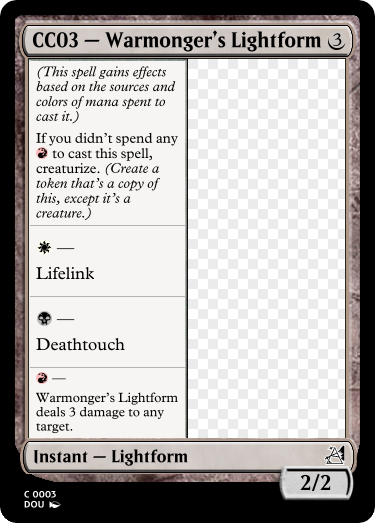 CC03 — Warmonger's Lightform 3
(This spell gains effects
based on the sources and
colors of mana spent to
cast it.)
If you didn't spend any
to cast this spell,
creaturize. (Create a
token that's a copy of
this, except it's a
creature.)
—
Lifelink
—
Deathtouch
—
Warmonger's Lightform
deals 3 damage to any
target.
Instant — Lightform
2/2
C 0003
DOU